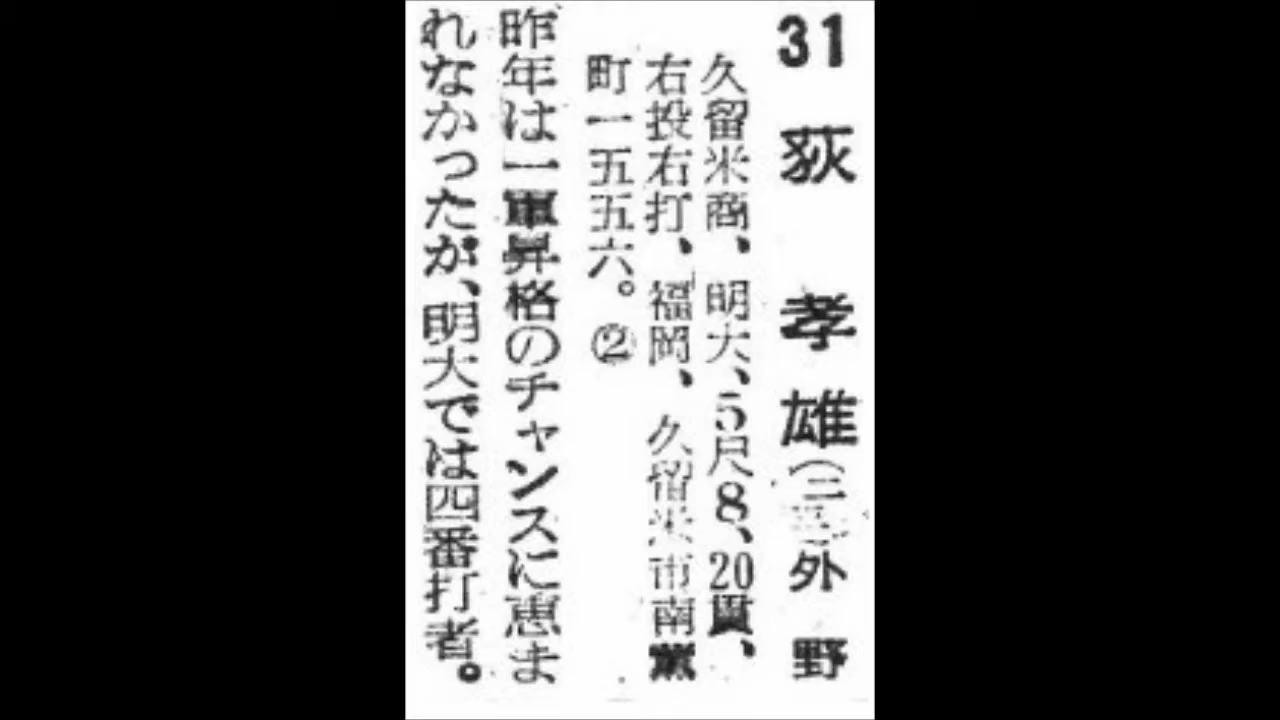 31 荻 孝雄(二 外野
久留米商、明大、5尺8、20貫、
右投右打、福岡、久留米市南薫
町一五五六。②
昨年は一軍昇格のチャンスに恵ま
れなかったが、明大では四番打者。